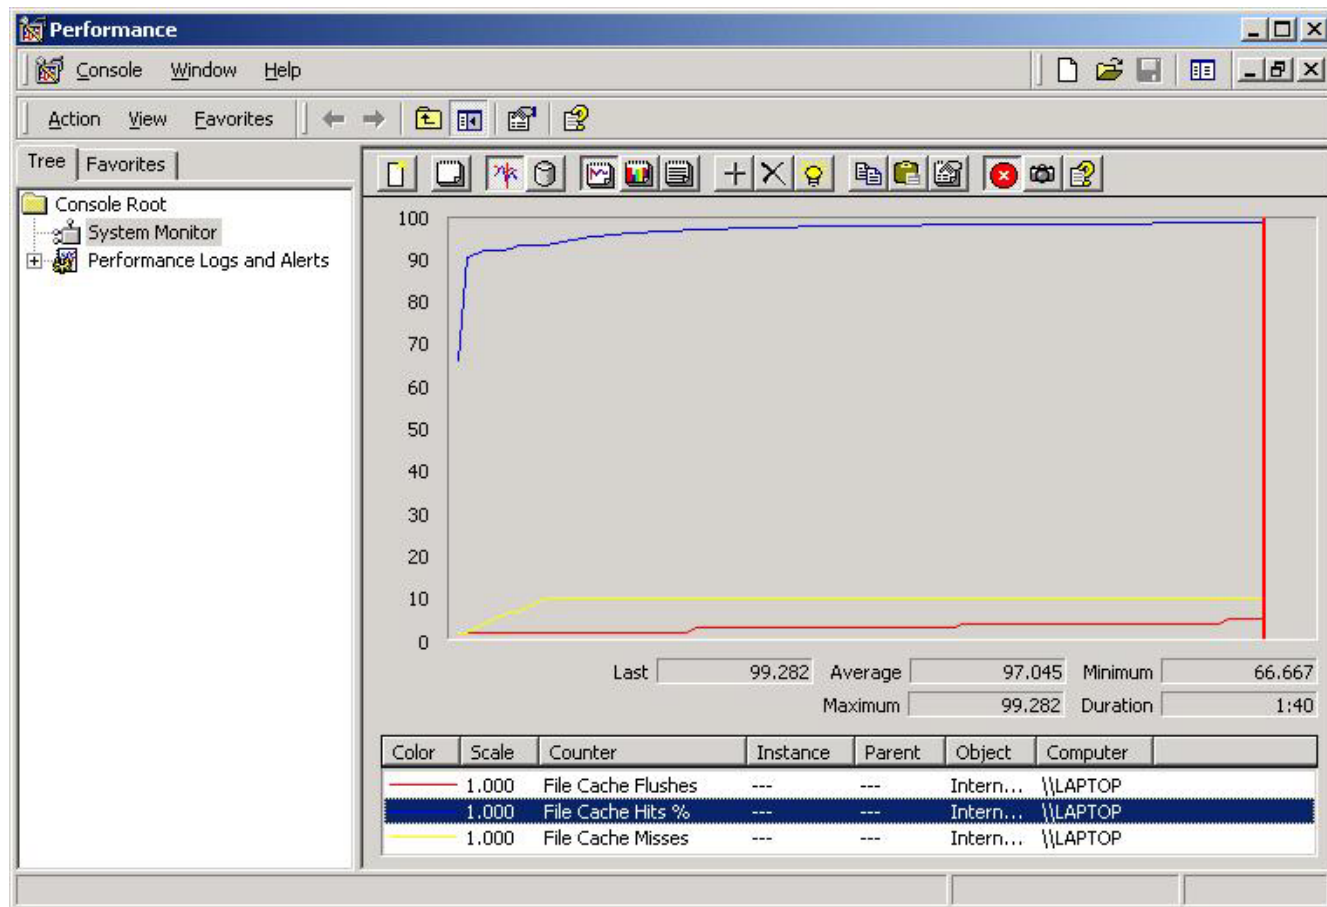 Performance
Console Window Help
Action View Favorites
Tree Favorites
Console Root
System Monitor
Performance Logs and Alerts
100
90
80
70
60
50
40
30
20
10
0
Last 99.282 Average 97.045 Minimum 66.667
Maximum 99.282 Duration 1:40
Color Scale Counter Instance Parent Object Computer
1.000 File Cache Flushes --- --- Intern... \\LAPTOP
1.000 File Cache Hits % --- --- Intern... \\LAPTOP
1.000 File Cache Misses --- --- Intern... \\LAPTOP